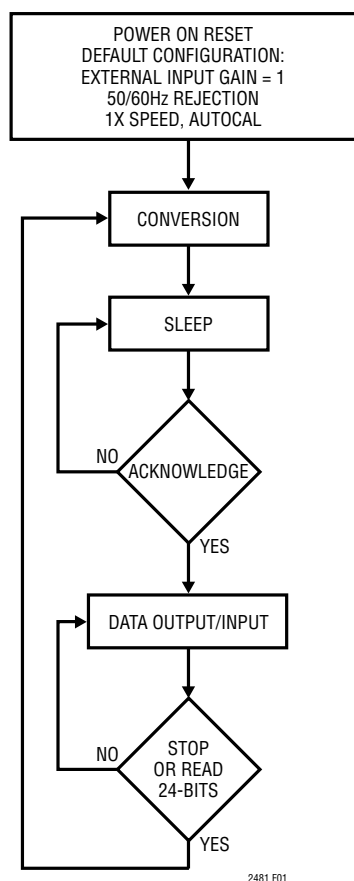 POWER ON RESET
DEFAULT CONFIGURATION:
EXTERNAL INPUT GAIN = 1
50/60Hz REJECTION
1X SPEED, AUTOCAL
CONVERSION
SLEEP
NO
ACKNOWLEDGE
YES
DATA OUTPUT/INPUT
NO
STOP
OR READ
24-BITS
YES
2481 F01